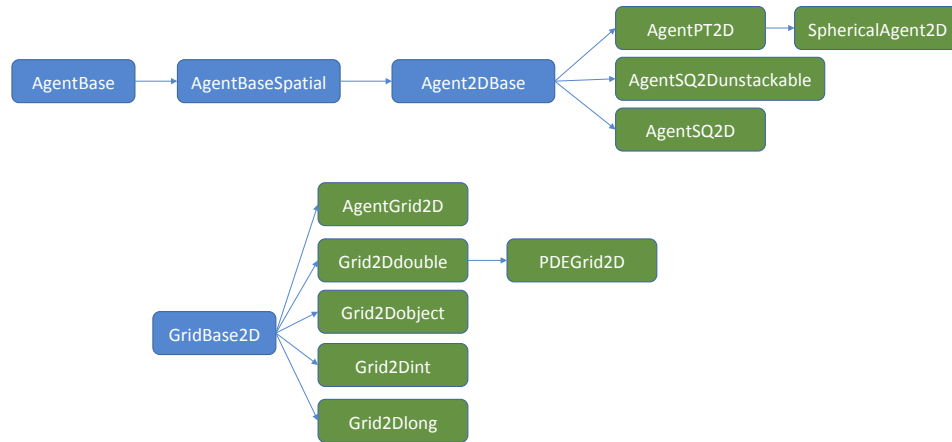 AgentPT2D
SphericalAgent2D
AgentBase
AgentBaseSpatial
Agent2DBase
AgentSQ2Dunstackable
AgentSQ2D
AgentGrid2D
Grid2Ddouble
PDEGrid2D
Grid2Dobject
GridBase2D
Grid2Dint
Grid2Dlong